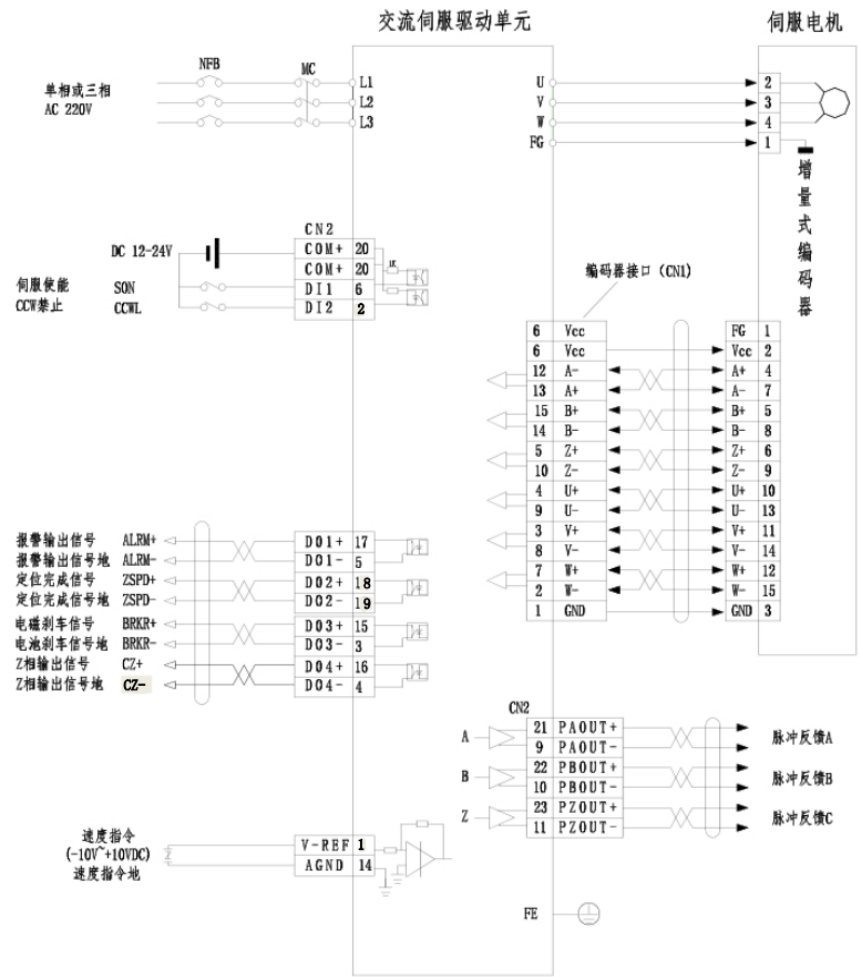 交流伺服驱动单元
伺服电机
单相或三相
AC 220V
NFB
MC
L1
L2
L3
U
V
W
FG
2
3
4
1
增量式编码器
CN2
DC 12-24V
COM+ 20
COM+ 20
伺服使能 SON DI1 6
CCW禁止 CCWL DI2 2
编码器接口（CN1）
6 Vcc FG 1
6 Vcc Vcc 2
12 A- A+ 4
13 A+ A- 7
15 B+ B+ 5
14 B- B- 8
5 Z+ Z+ 6
10 Z- Z- 9
4 U+ U+ 10
9 U- U- 13
3 V+ V+ 11
8 V- V- 14
7 W+ W+ 12
2 W- W- 15
1 GND GND 3
报警输出信号 ALRM+ DO1+ 17
报警输出信号地 ALRM- DO1- 5
定位完成信号 ZSPD+ DO2+ 18
定位完成信号地 ZSPD- DO2- 19
电磁刹车信号 BRKR+ DO3+ 15
电池刹车信号地 BRKR- DO3- 3
Z相输出信号 CZ+ DO4+ 16
Z相输出信号地 CZ- DO4- 4
CN2
A 21 PAOUT+
9 PAOUT- 脉冲反馈A
B 22 PBOUT+
10 PBOUT- 脉冲反馈B
Z 23 PZOUT+
11 PZOUT- 脉冲反馈C
速度指令
(-10V~+10VDC)
速度指令地
V-REF 1
AGND 14
FE